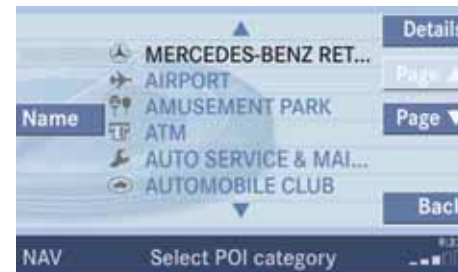 Details
MERCEDES-BENZ RET...
AIRPORT
Page
Name
AMUSEMENT PARK
Page
ATM
AUTO SERVICE & MAI...
AUTOMOBILE CLUB
Back
NAV Select POI category